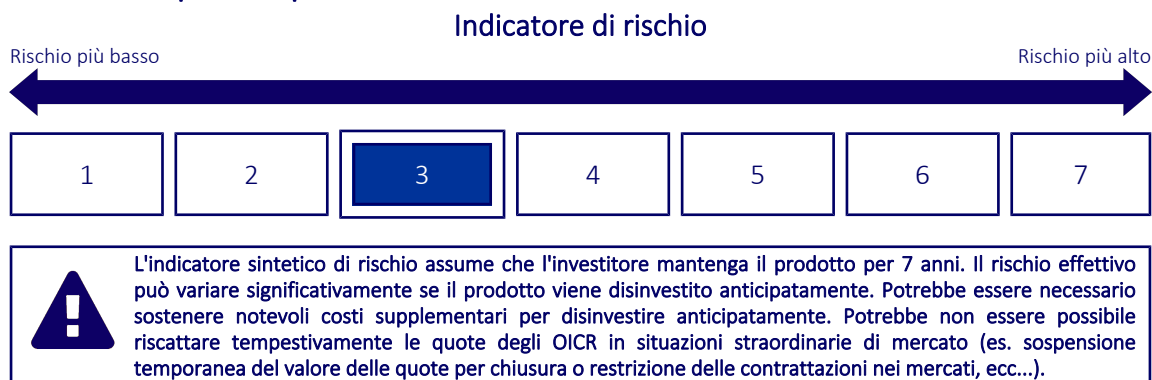 Indicatore di rischio
Rischio più basso
Rischio più alto
1
2
3
4
5
6
7
L'indicatore sintetico di rischio assume che l'investitore mantenga il prodotto per 7 anni. Il rischio effettivo
può variare significativamente se il prodotto viene disinvestito anticipatamente. Potrebbe essere necessario
sostenere notevoli costi supplementari per disinvestire anticipatamente. Potrebbe non essere possibile
riscattare tempestivamente le quote degli OICR in situazioni straordinarie di mercato (es. sospensione
temporanea del valore delle quote per chiusura o restrizione delle contrattazioni nei mercati, ecc...).